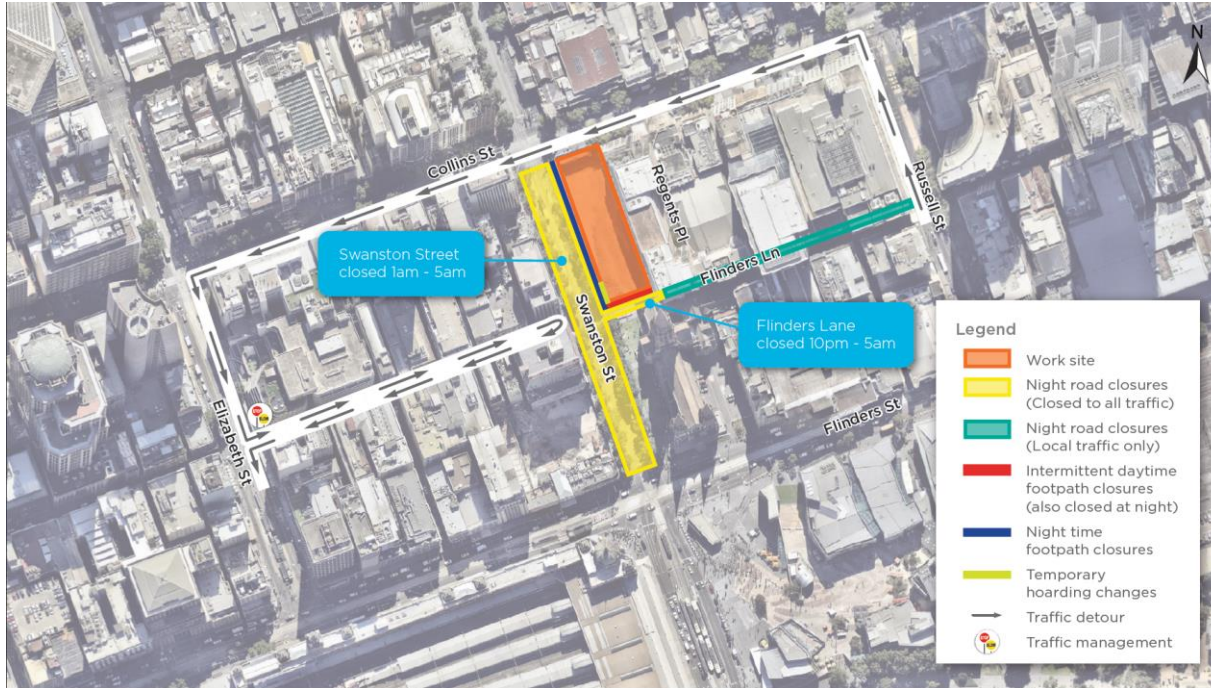 N
Collins St
Regents Pl
Russell St
Swanston Street
closed 1am - 5am
Flinders Ln
Swanston St
Flinders Lane
closed 10pm - 5am
Elizabeth St
Flinders St
Legend
Work site
Night road closures
(Closed to all traffic)
Night road closures
(Local traffic only)
Intermittent daytime
footpath closures
(also closed at night)
Night time
footpath closures
Temporary
hoarding changes
Traffic detour
Traffic management